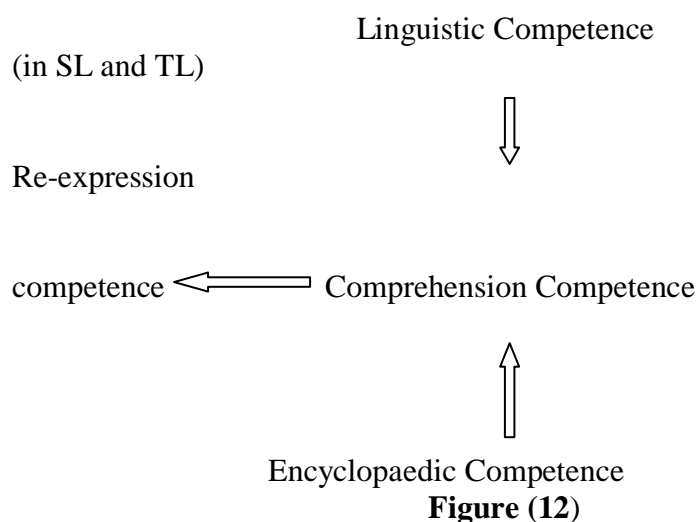 Linguistic Competence
(in SL and TL)
Re-expression
competence Comprehension Competence
Encyclopaedic Competence
Figure (12)